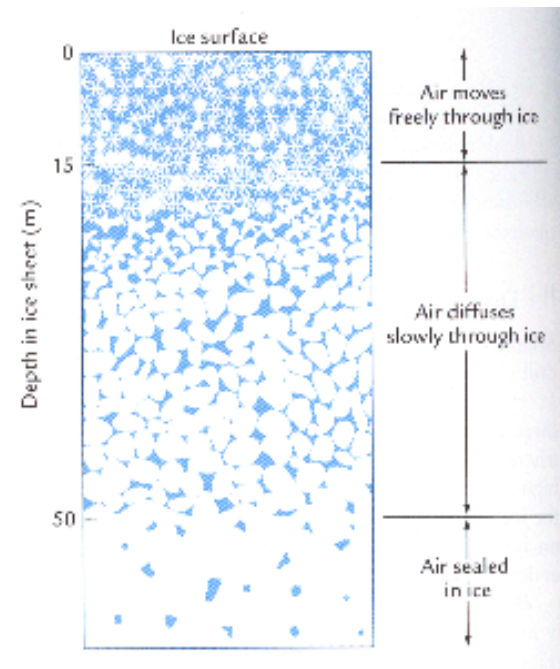 Ice surface
0
Air moves
freely through ice
15
Depth in ice sheet (m)
Air diffuses
slowly through ice
50
Air sealed
in ice